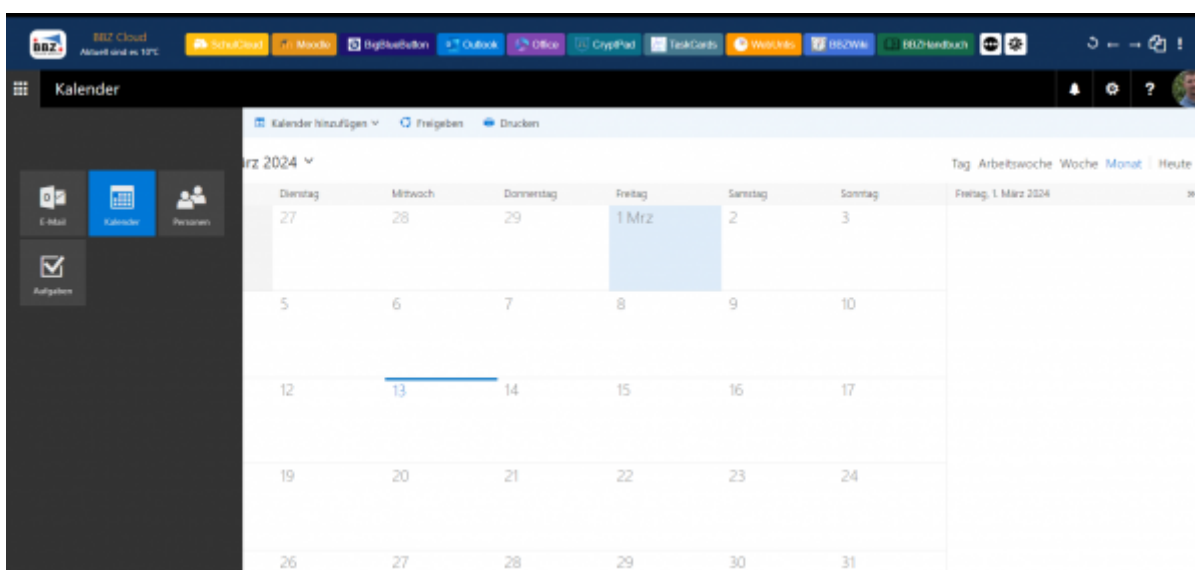 BBZ.
BBZ Cloud
Aktuell sind es 10°C
SchulCloud Moodle BigBlueButton Outlook Office CryptPad TaskCards WebUntis BBZWiki BBZHandbuch
Kalender ?
Kalender hinzufügen Freigeben Drucken
rz 2024 Tag Arbeitswoche Woche Monat Heute
Dienstag Mittwoch Donnerstag Freitag Samstag Sonntag Freitag, 1. März 2024
E-Mail Kalender Personen
27 28 29 1 Mrz 2 3
Aufgaben
5 6 7 8 9 10
12 13 14 15 16 17
19 20 21 22 23 24
26 27 28 29 30 31